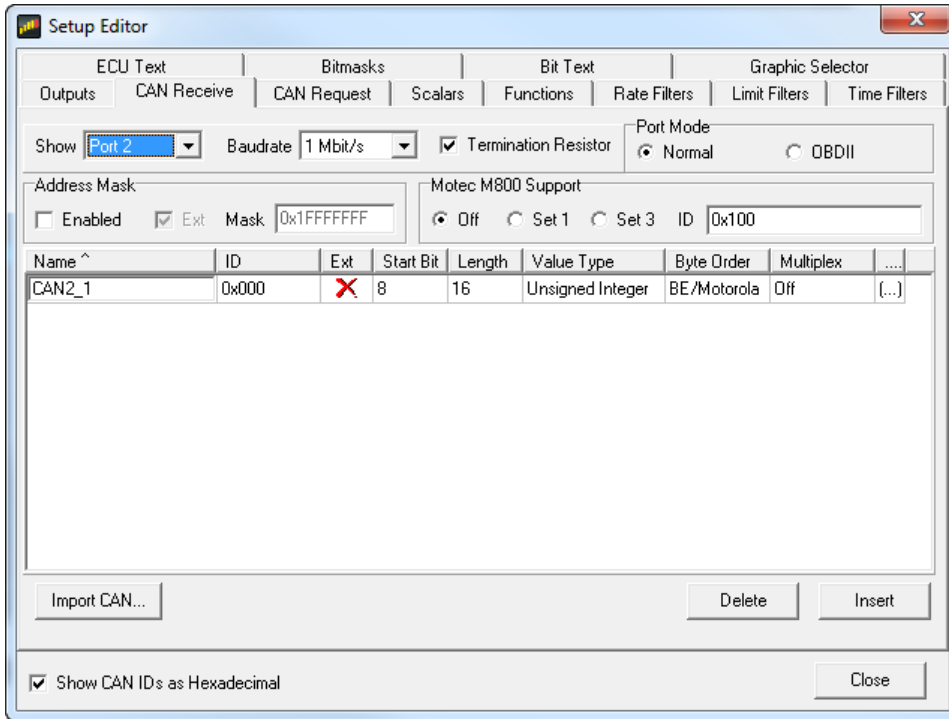 Setup Editor
ECU Text Bitmasks Bit Text Graphic Selector
Outputs CAN Receive CAN Request Scalars Functions Rate Filters Limit Filters Time Filters
Show Port 2 Baudrate 1 Mbit/s Termination Resistor
Port Mode
Normal OBDII
Address Mask
Enabled Ext Mask 0x1FFFFFFF
Motec M800 Support
Off Set 1 Set 3 ID 0x100
Name ^ ID Ext Start Bit Length Value Type Byte Order Multiplex ....
CAN2_1 0x000 8 16 Unsigned Integer BE/Motorola Off (...)
Import CAN... Delete Insert
Show CAN IDs as Hexadecimal Close